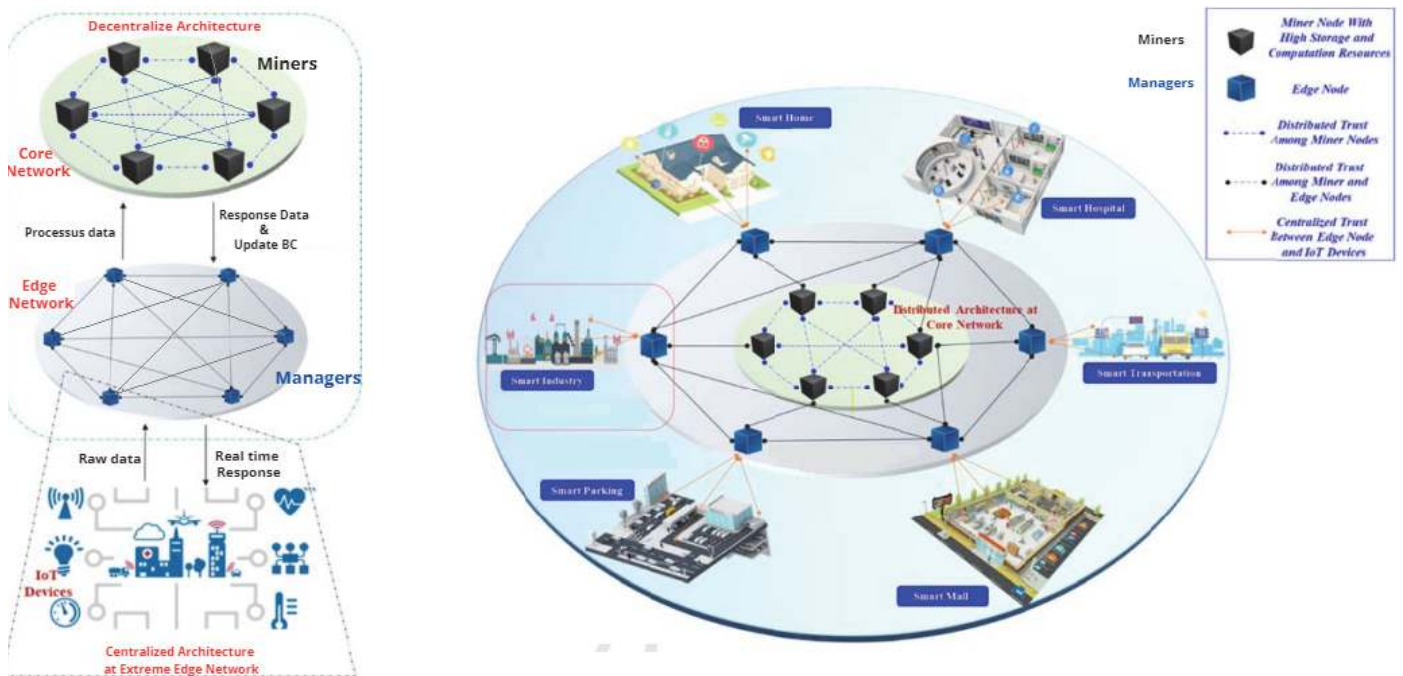 Decentralize Architecture
Miners
Core
Network
Processus data
Response Data
&
Update BC
Edge
Network
Managers
Raw data
Real time
Response
IoT
Devices
Centralized Architecture
at Extreme Edge Network
Smart Home
Smart Hospital
Distributed Architecture at
Core Network
Smart Industry
Smart Transportation
Smart Parking
Smart Mall
Miners
Managers
Miner Node With
High Storage and
Computation Resources
Edge Node
Distributed Trust
Among Miner Nodes
Distributed Trust
Among Miner and
Edge Nodes
Centralized Trust
Between Edge Node
and IoT Devices